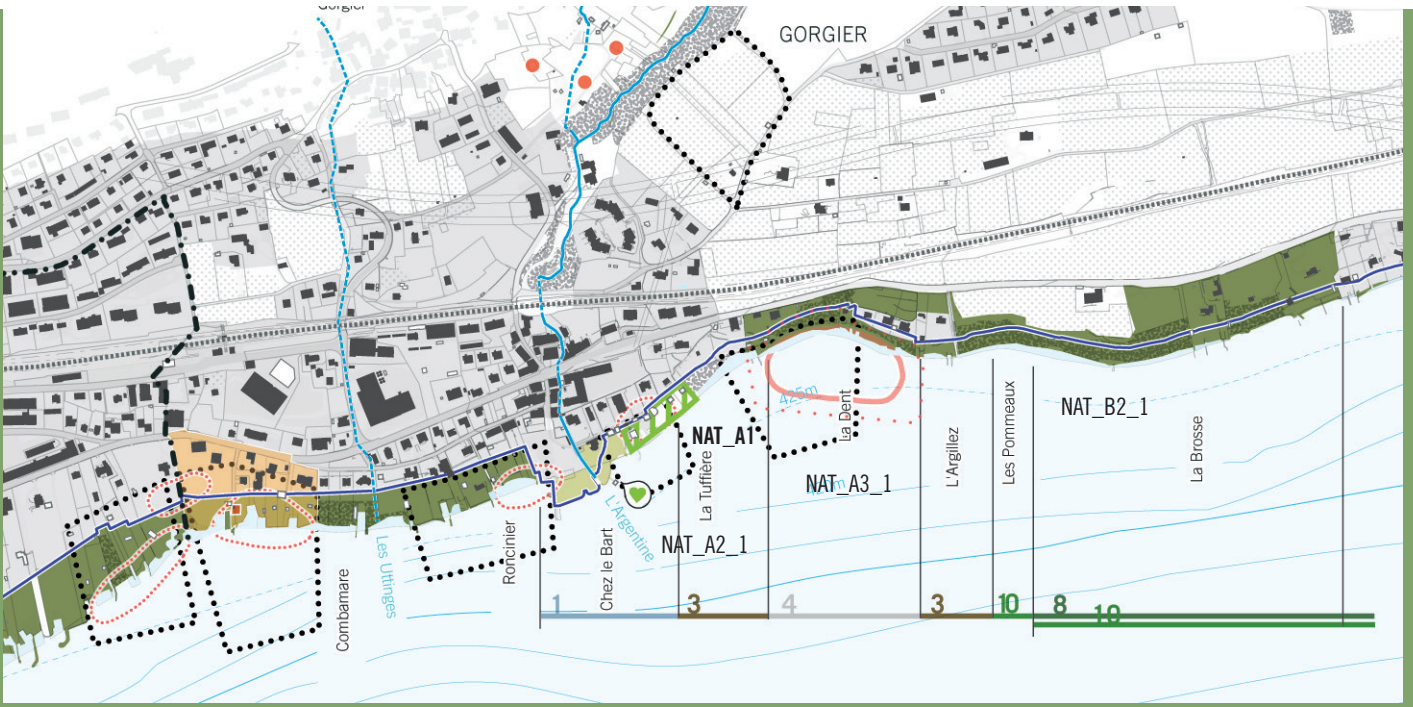 Gorgier
GORGIER
425m
La Dent
NAT_B2_1
Les Pommeaux
La Brosse
L'Argillez
NAT_A1
La Tuffière
NAT_A3_1
L'Argentine
NAT_A2_1
Roncinier
Chez le Bart
Les Uttinges
Combamare
1
3
4
3
10
8
10